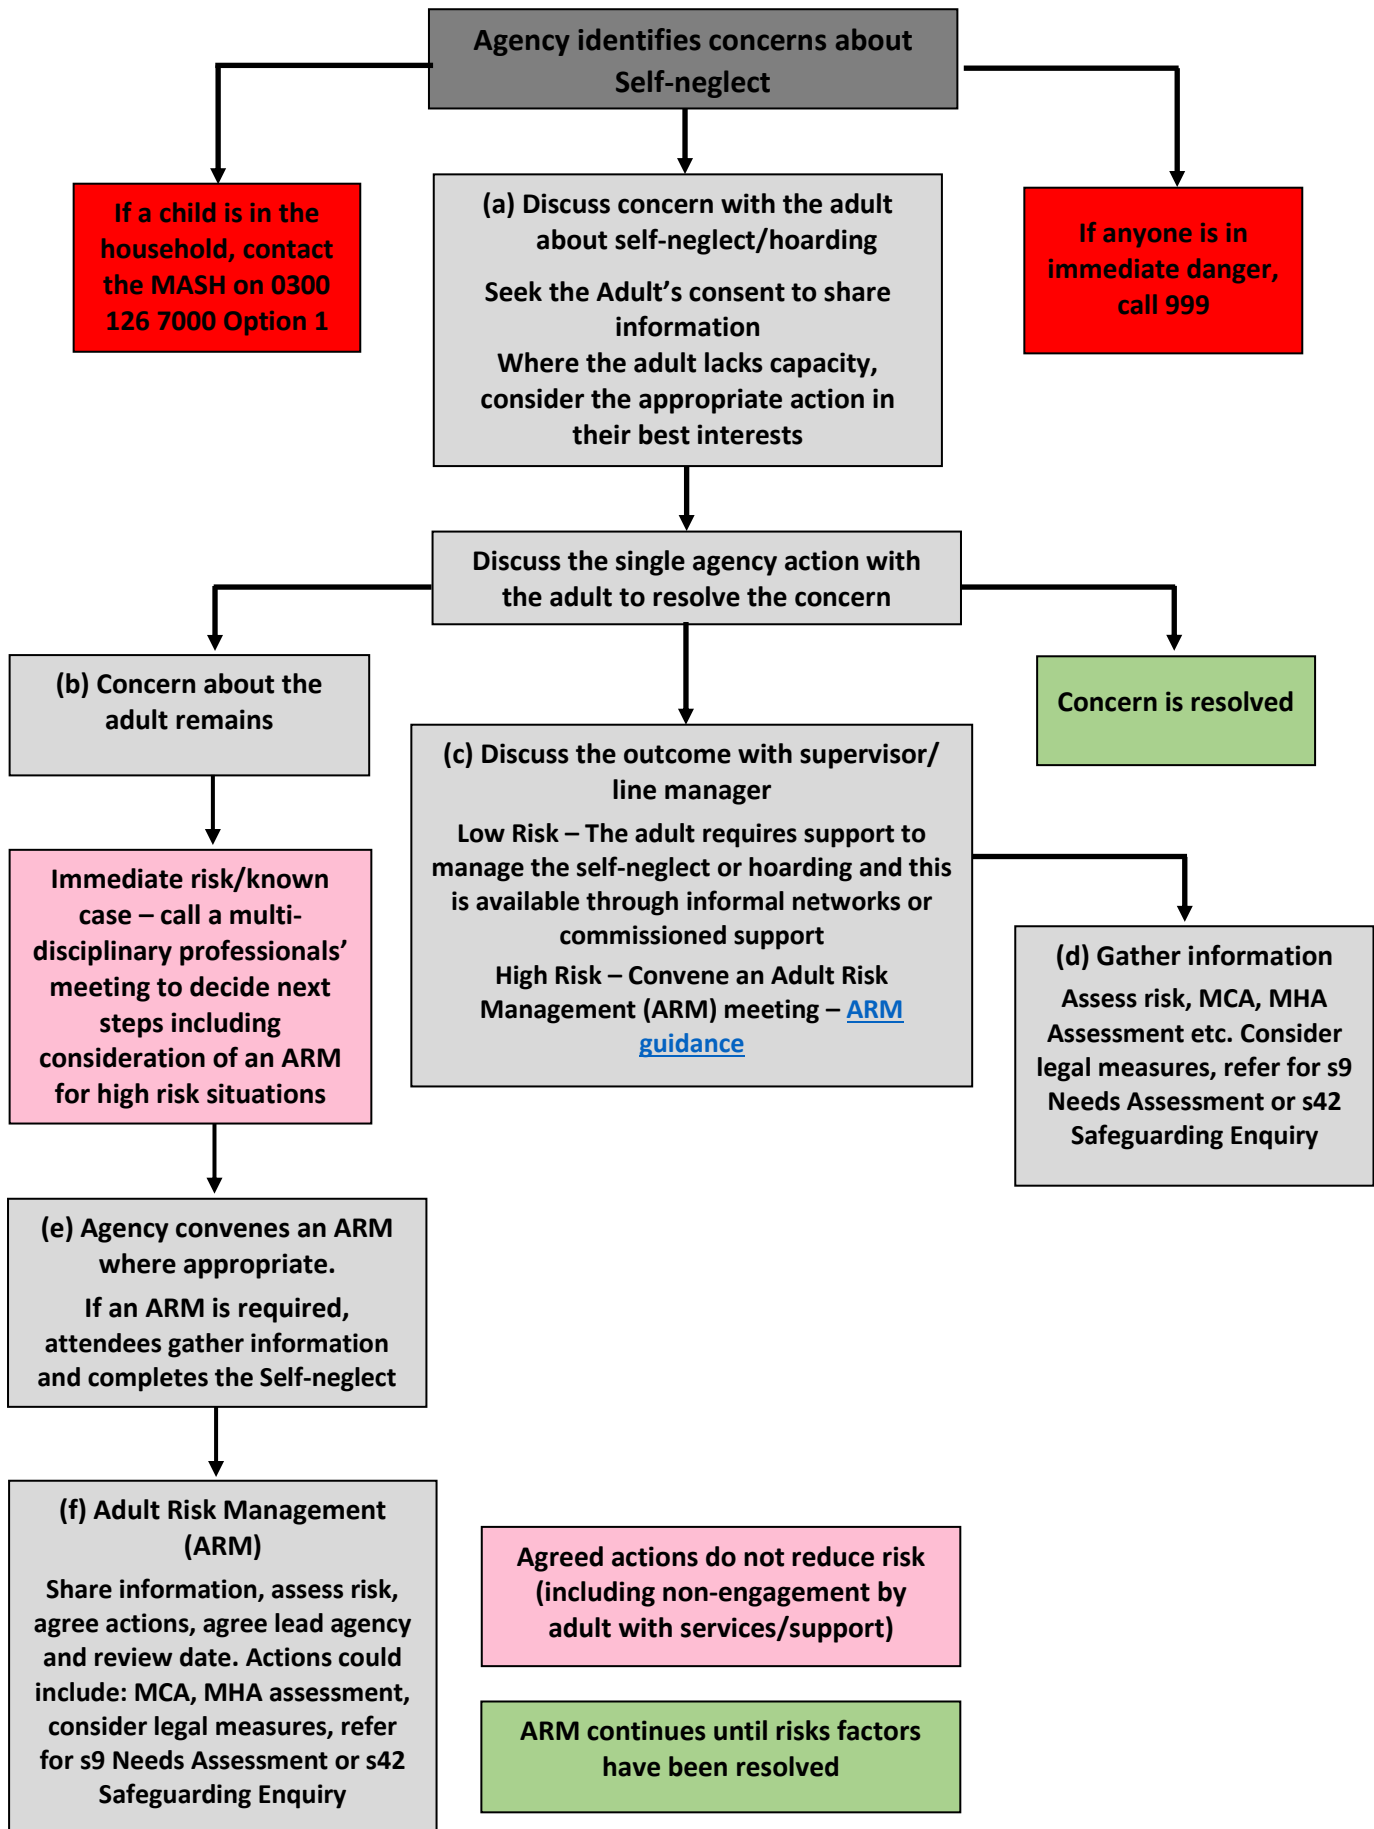 Agency identifies concerns about
Self-neglect
If a child is in the
household, contact
the MASH on 0300
126 7000 Option 1
(a) Discuss concern with the adult
about self-neglect/hoarding
Seek the Adult’s consent to share
information
Where the adult lacks capacity,
consider the appropriate action in
their best interests
If anyone is in
immediate danger,
call 999
Discuss the single agency action with
the adult to resolve the concern
(b) Concern about the
adult remains
Concern is resolved
(c) Discuss the outcome with supervisor/
line manager
Low Risk – The adult requires support to
manage the self-neglect or hoarding and this
is available through informal networks or
commissioned support
High Risk – Convene an Adult Risk
Management (ARM) meeting – ARM
guidance
Immediate risk/known
case – call a multi-
disciplinary professionals’
meeting to decide next
steps including
consideration of an ARM
for high risk situations
(d) Gather information
Assess risk, MCA, MHA
Assessment etc. Consider
legal measures, refer for s9
Needs Assessment or s42
Safeguarding Enquiry
(e) Agency convenes an ARM
where appropriate.
If an ARM is required,
attendees gather information
and completes the Self-neglect
(f) Adult Risk Management
(ARM)
Share information, assess risk,
agree actions, agree lead agency
and review date. Actions could
include: MCA, MHA assessment,
consider legal measures, refer
for s9 Needs Assessment or s42
Safeguarding Enquiry
Agreed actions do not reduce risk
(including non-engagement by
adult with services/support)
ARM continues until risks factors
have been resolved